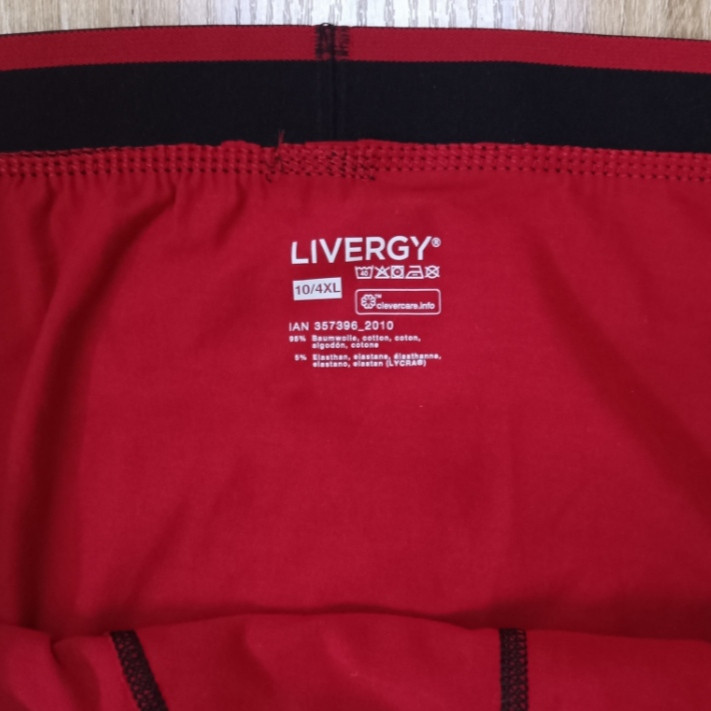 LIVERGY®
10/4XL
™
clevercare.info
IAN 357396_2010
95% Baumwolle, cotton, coton,
algodón, cotone
5% Elasthan, elastane, élasthanne,
elastano, elastan (LYCRA®)